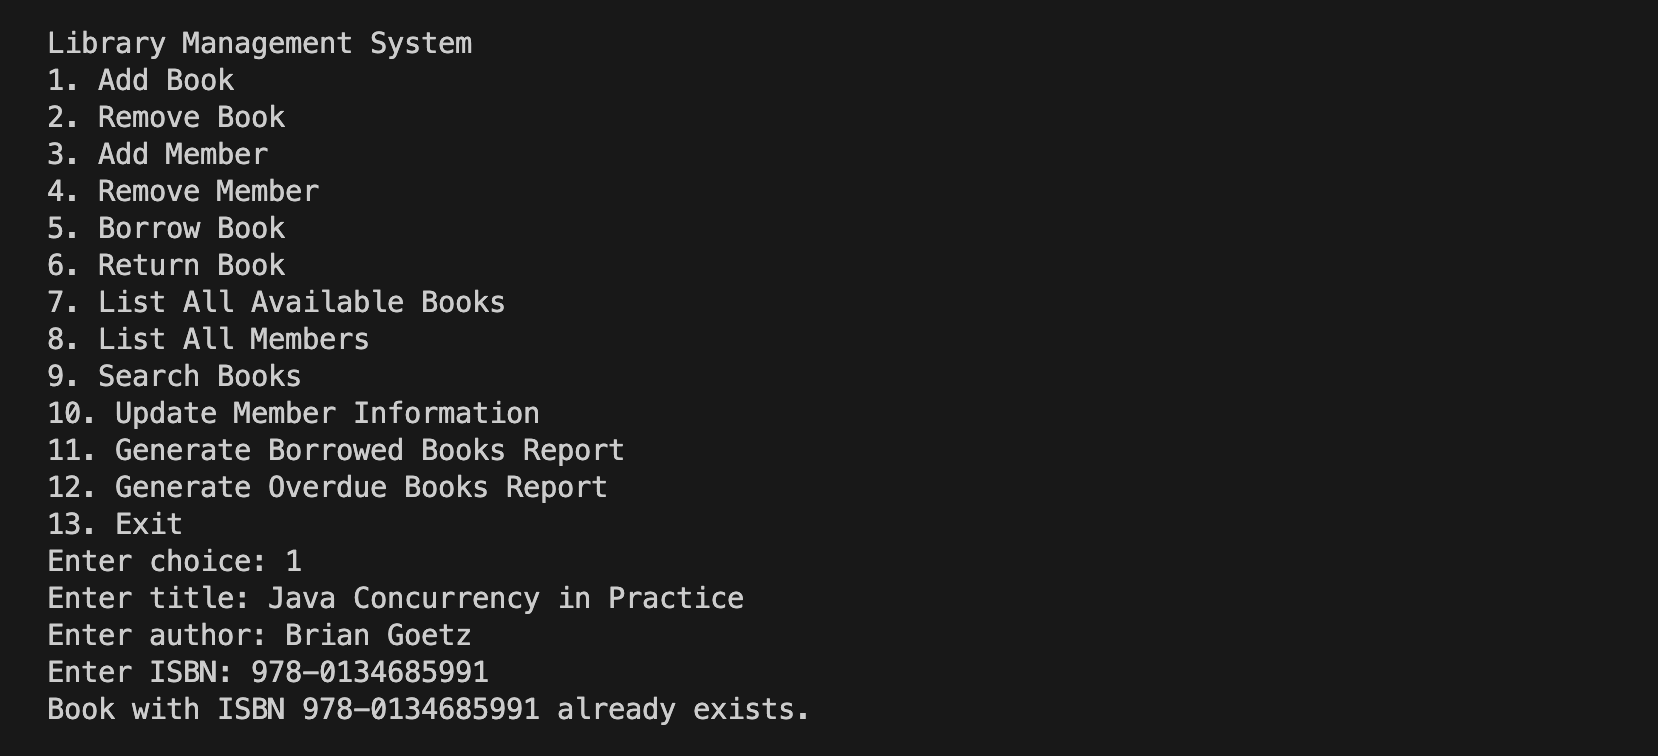 Library Management System
1. Add Book
2. Remove Book
3. Add Member
4. Remove Member
5. Borrow Book
6. Return Book
7. List All Available Books
8. List All Members
9. Search Books
10. Update Member Information
11. Generate Borrowed Books Report
12. Generate Overdue Books Report
13. Exit
Enter choice: 1
Enter title: Java Concurrency in Practice
Enter author: Brian Goetz
Enter ISBN: 978-0134685991
Book with ISBN 978-0134685991 already exists.